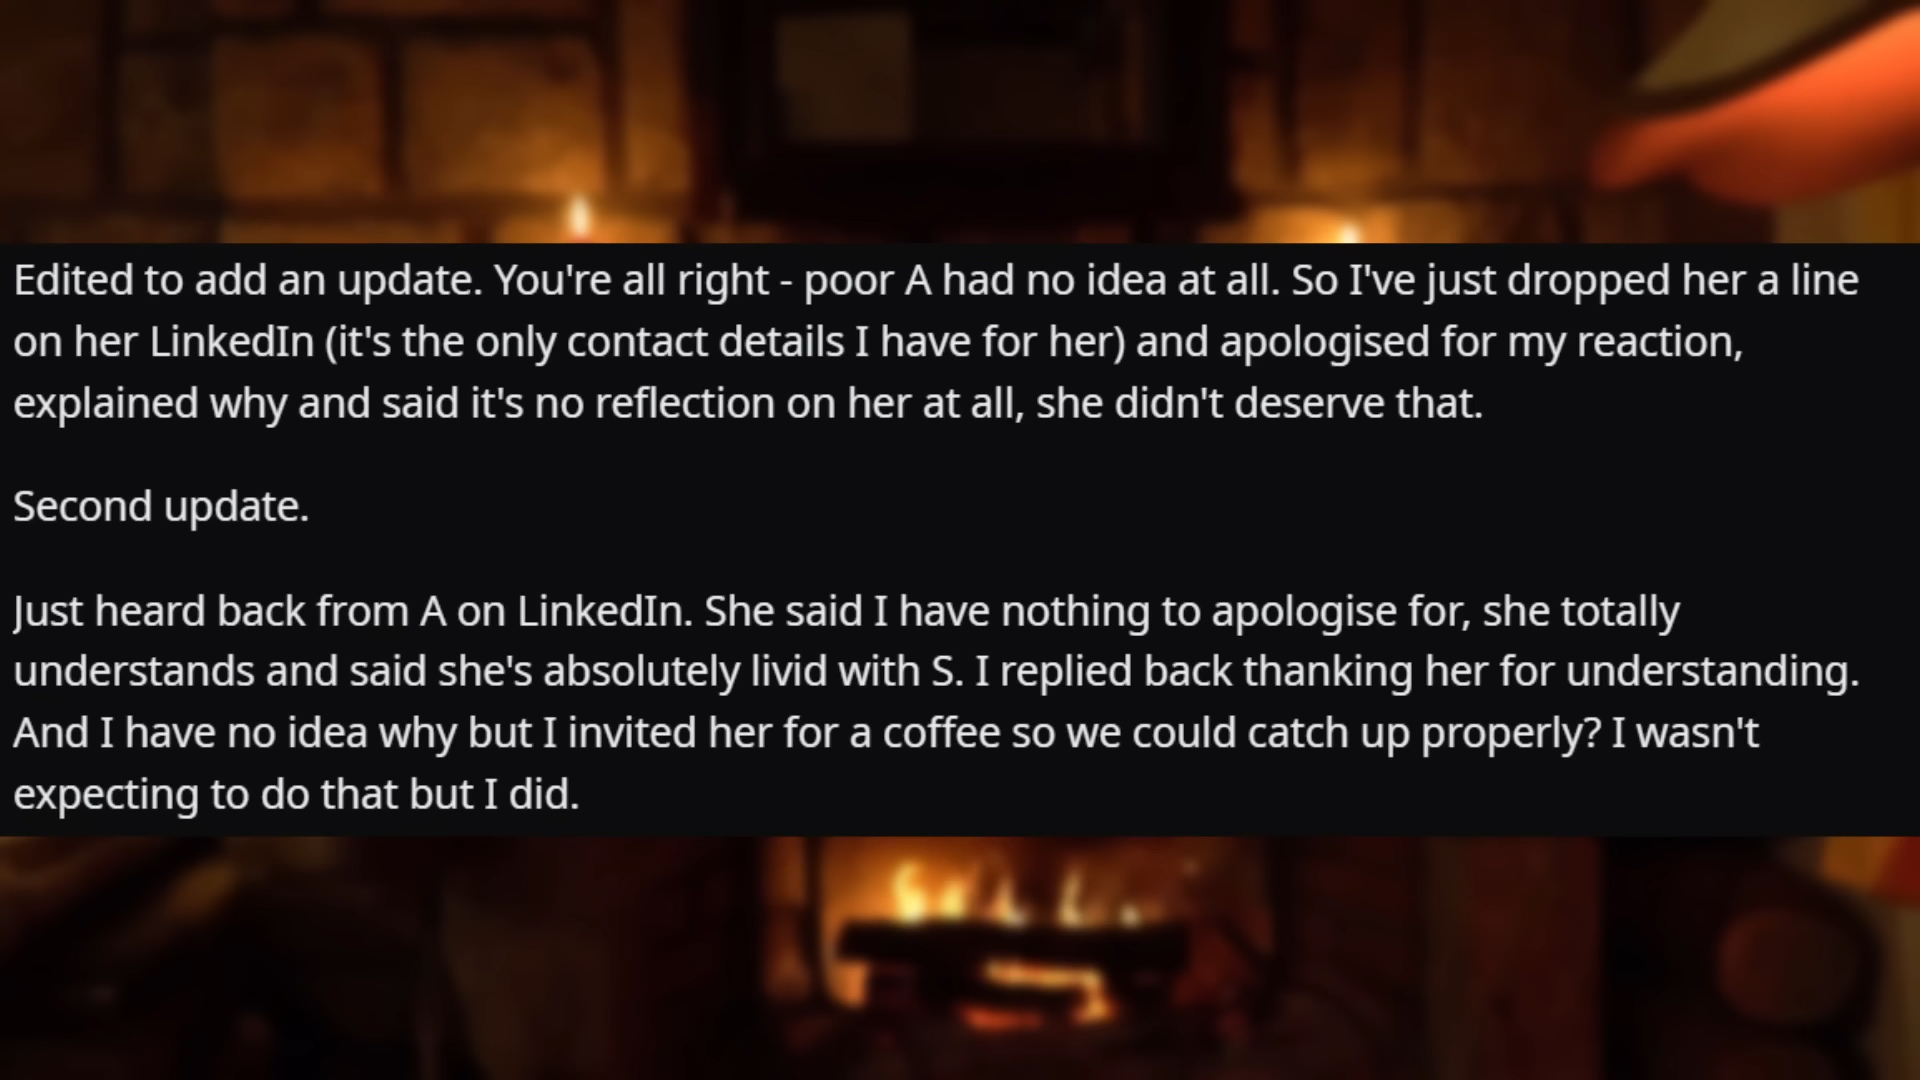 Edited to add an update. You're all right - poor A had no idea at all. So I've just dropped her a line
on her LinkedIn (it's the only contact details I have for her) and apologised for my reaction,
explained why and said it's no reflection on her at all, she didn't deserve that.
Second update.
Just heard back from A on LinkedIn. She said I have nothing to apologise for, she totally
understands and said she's absolutely livid with S. I replied back thanking her for understanding.
And I have no idea why but I invited her for a coffee so we could catch up properly? I wasn't
expecting to do that but I did.